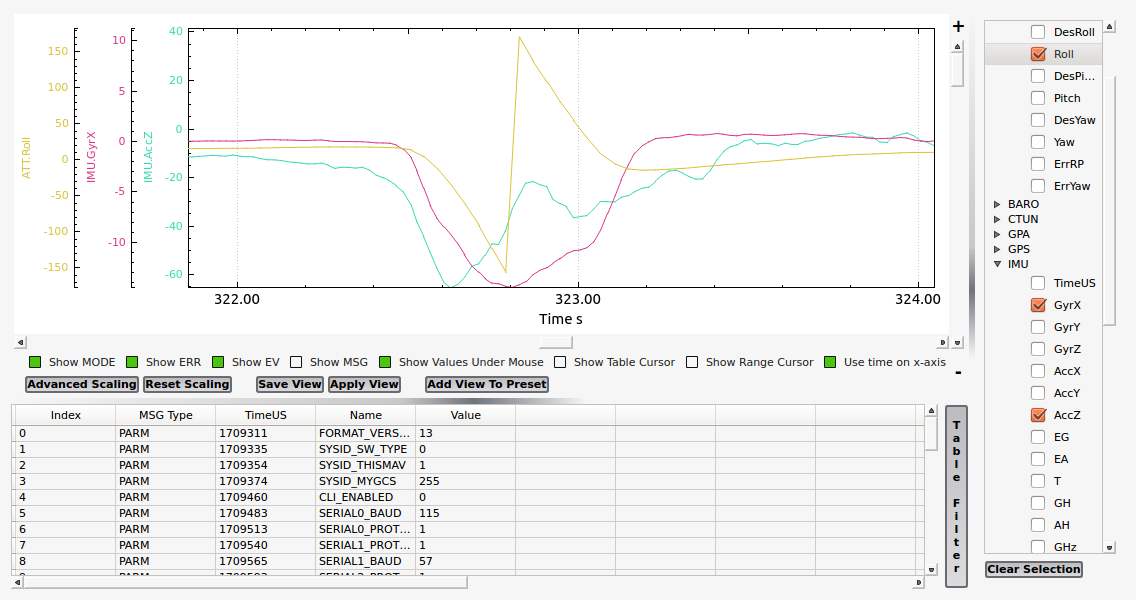 ATT.Roll
150
100
50
0
-50
-100
-150
IMU.GyrX
10
5
0
-5
-10
IMU.AccZ
40
20
0
-20
-40
-60
322.00 323.00 324.00
Time s
+
-
Show MODE Show ERR Show EV Show MSG Show Values Under Mouse Show Table Cursor Show Range Cursor Use time on x-axis
Advanced Scaling Reset Scaling Save View Apply View Add View To Preset
Index MSG Type TimeUS Name Value
0 PARM 1709311 FORMAT_VERS... 13
1 PARM 1709335 SYSID_SW_TYPE 0
2 PARM 1709354 SYSID_THISMAV 1
3 PARM 1709374 SYSID_MYGCS 255
4 PARM 1709460 CLI_ENABLED 0
5 PARM 1709483 SERIAL0_BAUD 115
6 PARM 1709513 SERIAL0_PROT... 1
7 PARM 1709540 SERIAL1_PROT... 1
8 PARM 1709565 SERIAL1_BAUD 57
Table Filter
DesRoll
Roll
DesPi...
Pitch
DesYaw
Yaw
ErrRP
ErrYaw
BARO
CTUN
GPA
GPS
IMU
TimeUS
GyrX
GyrY
GyrZ
AccX
AccY
AccZ
EG
EA
T
GH
AH
GHz
Clear Selection